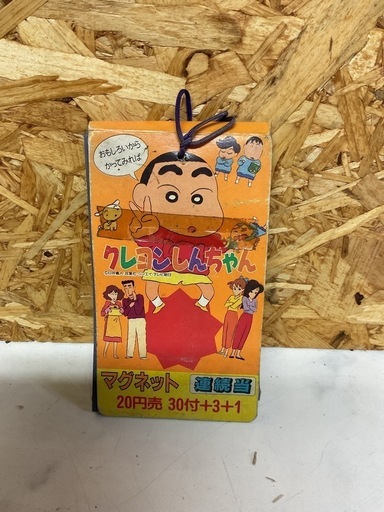 おもしろいから
かってみれば
クレヨンしんちゃん
マグネット 連続当
20円売 30付+3+1